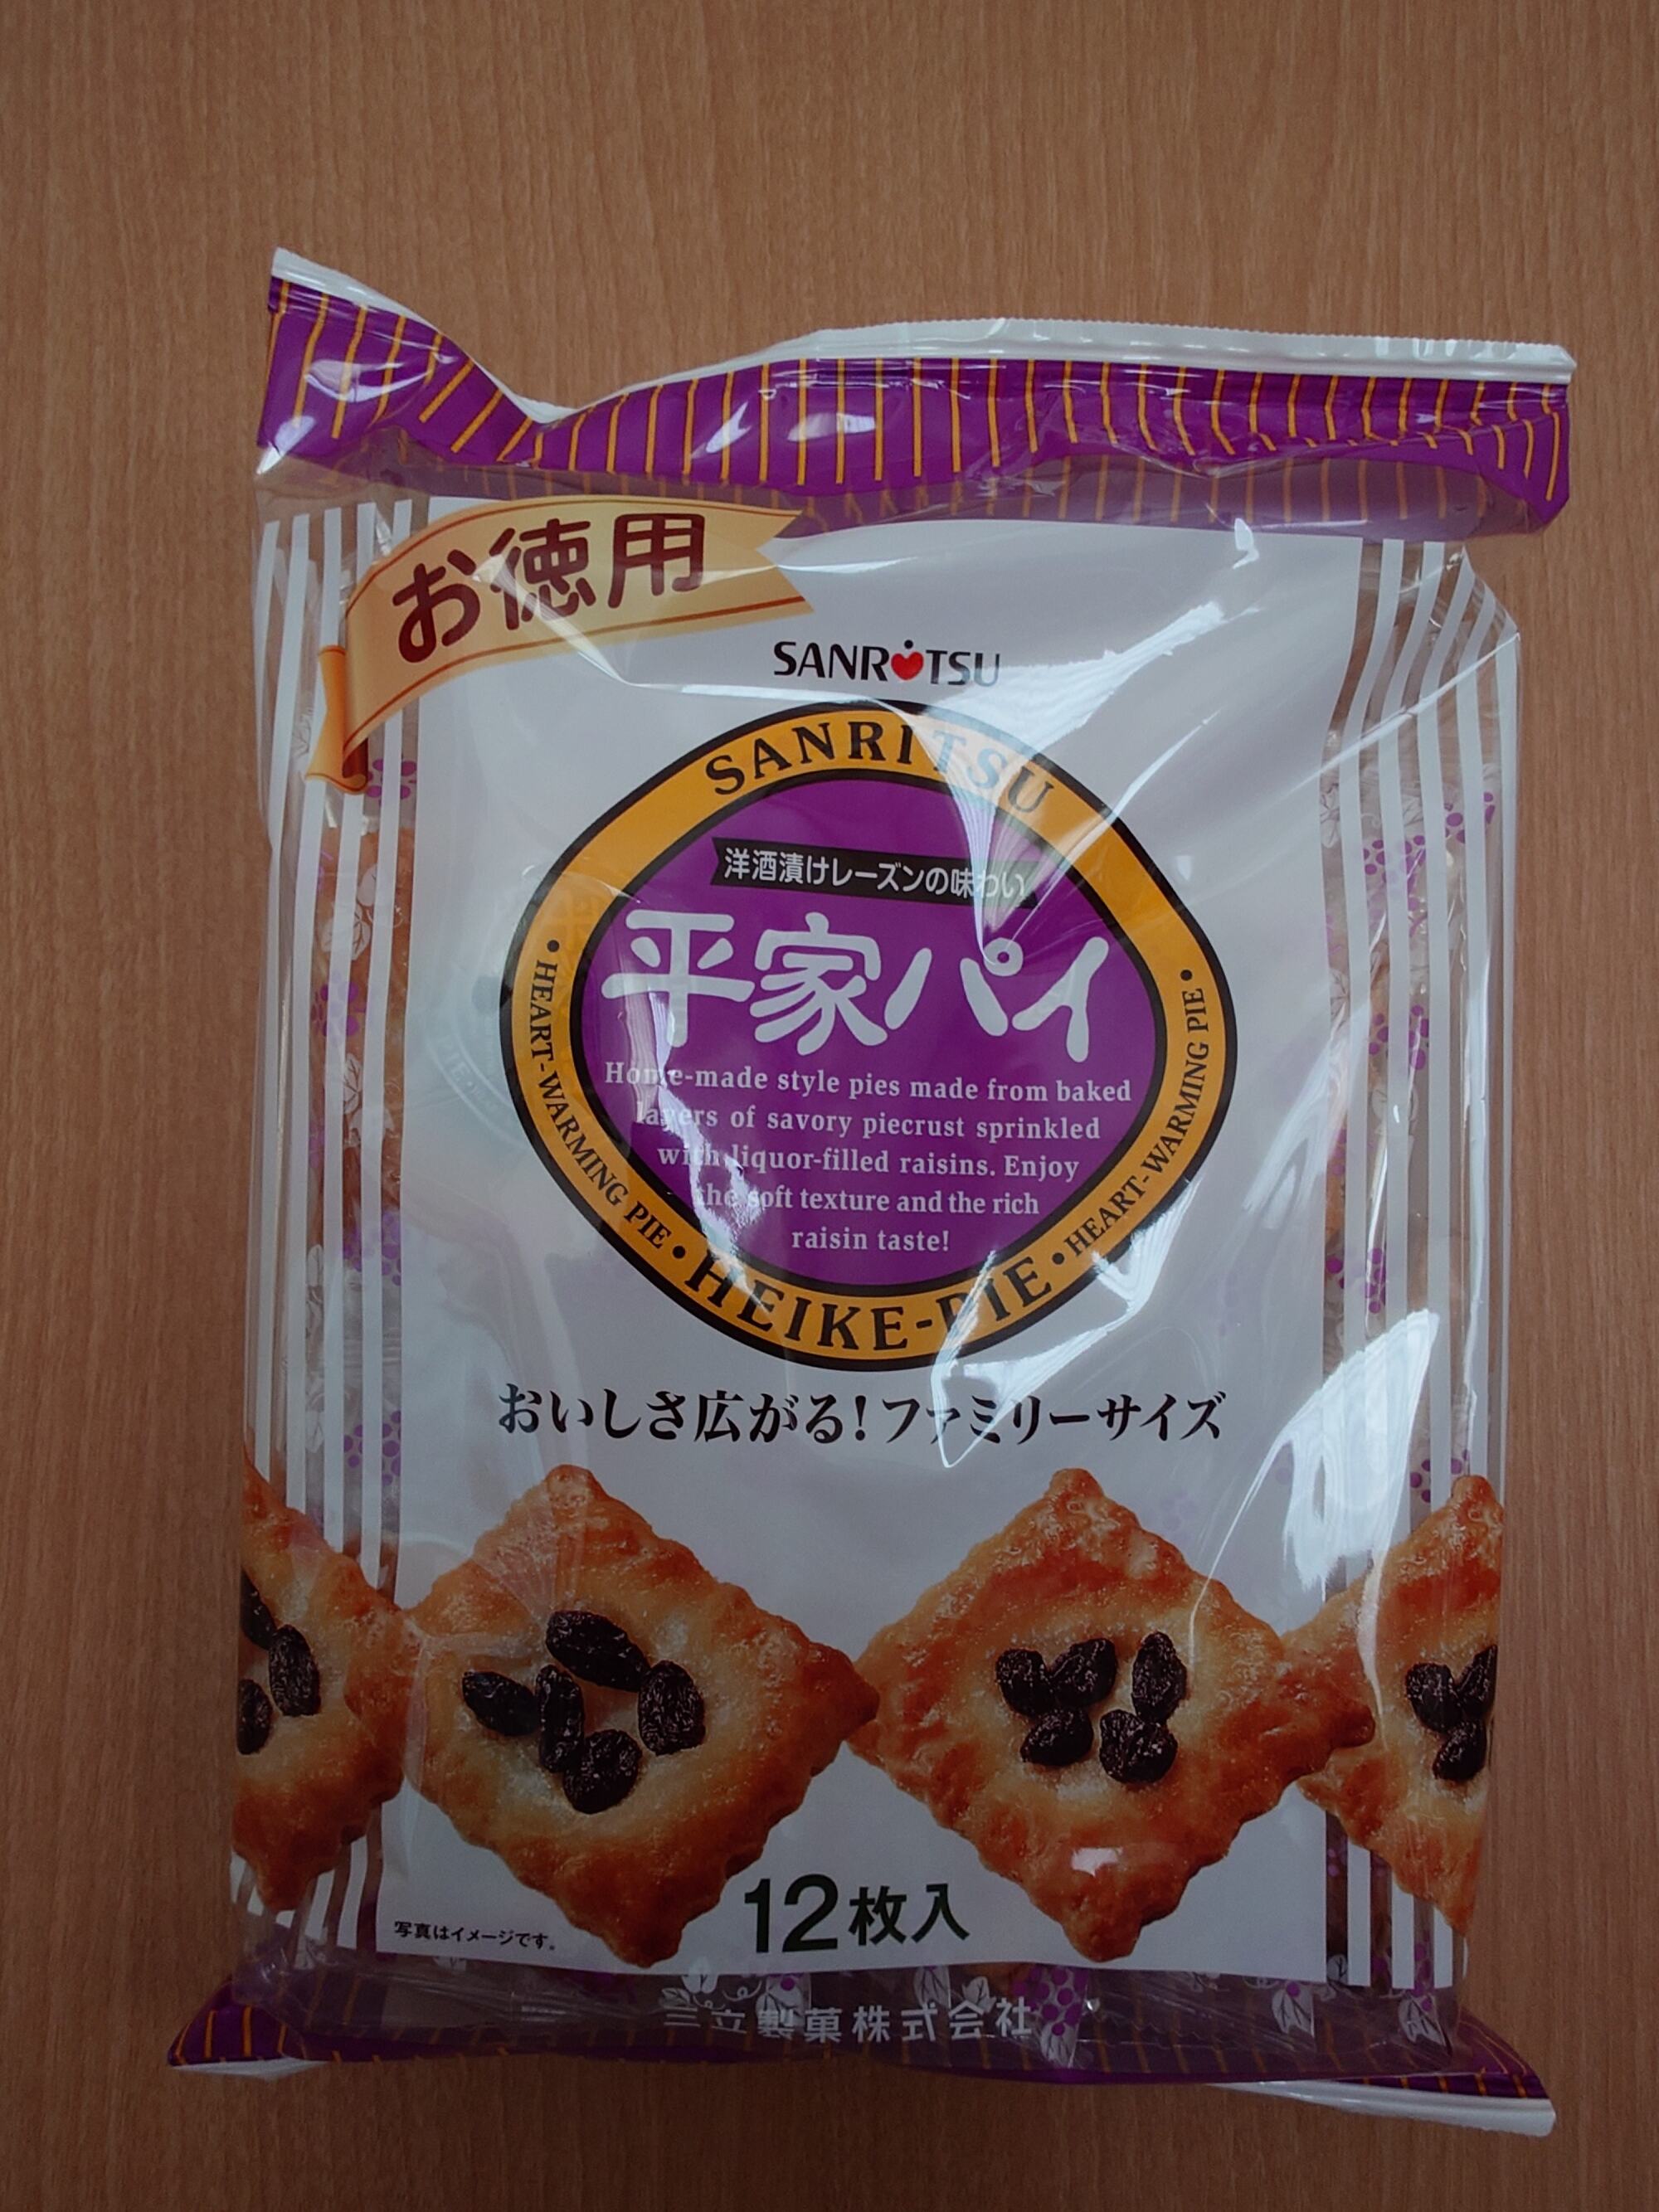 お徳用
SANRITSU
SANRITSU
洋酒漬けレーズンの味わい
平家パイ
Home-made style pies made from baked
layers of savory piecrust sprinkled
with liquor-filled raisins. Enjoy
the soft texture and the rich
raisin taste!
• HEART-WARMING PIE •
HEIKE-PIE
• HEART-WARMING PIE •
おいしさ広がる!ファミリーサイズ
12枚入
写真はイメージです。
三立製菓株式会社